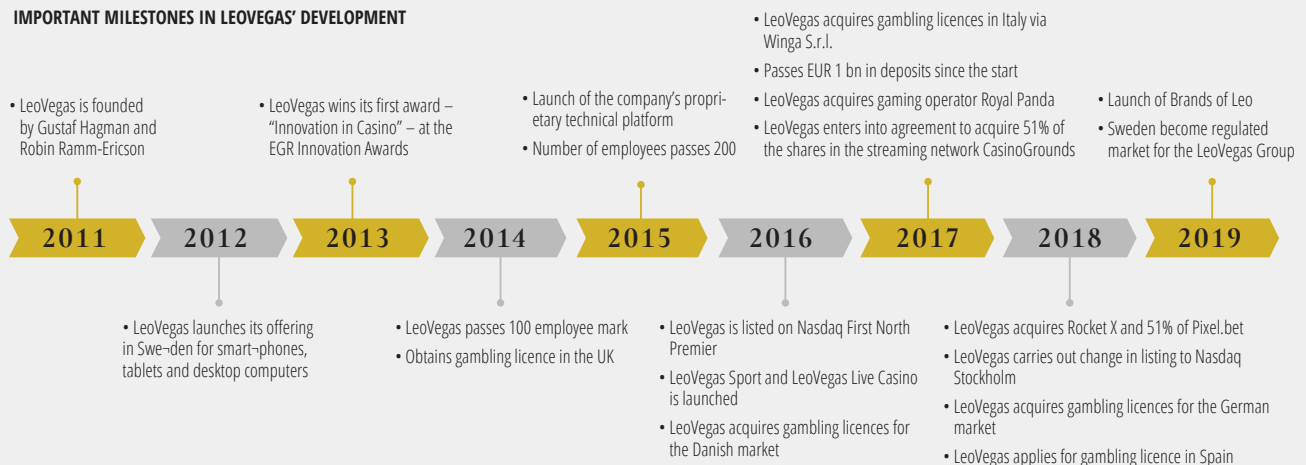 IMPORTANT MILESTONES IN LEOVEGAS’ DEVELOPMENT
• LeoVegas is founded
by Gustaf Hagman and
Robin Ramm-Ericson
• LeoVegas wins its first award –
“Innovation in Casino” – at the
EGR Innovation Awards
• Launch of the company’s propri-
etary technical platform
• Number of employees passes 200
• LeoVegas acquires gambling licences in Italy via
Winga S.r.l.
• Passes EUR 1 bn in deposits since the start
• LeoVegas acquires gaming operator Royal Panda
• LeoVegas enters into agreement to acquire 51% of
the shares in the streaming network CasinoGrounds
• Launch of Brands of Leo
• Sweden become regulated
market for the LeoVegas Group
2011
2012
2013
2014
2015
2016
2017
2018
2019
• LeoVegas launches its offering
in Swe¬den for smart¬phones,
tablets and desktop computers
• LeoVegas passes 100 employee mark
• Obtains gambling licence in the UK
• LeoVegas is listed on Nasdaq First North
Premier
• LeoVegas Sport and LeoVegas Live Casino
is launched
• LeoVegas acquires gambling licences for
the Danish market
• LeoVegas acquires Rocket X and 51% of Pixel.bet
• LeoVegas carries out change in listing to Nasdaq
Stockholm
• LeoVegas acquires gambling licences for the German
market
• LeoVegas applies for gambling licence in Spain